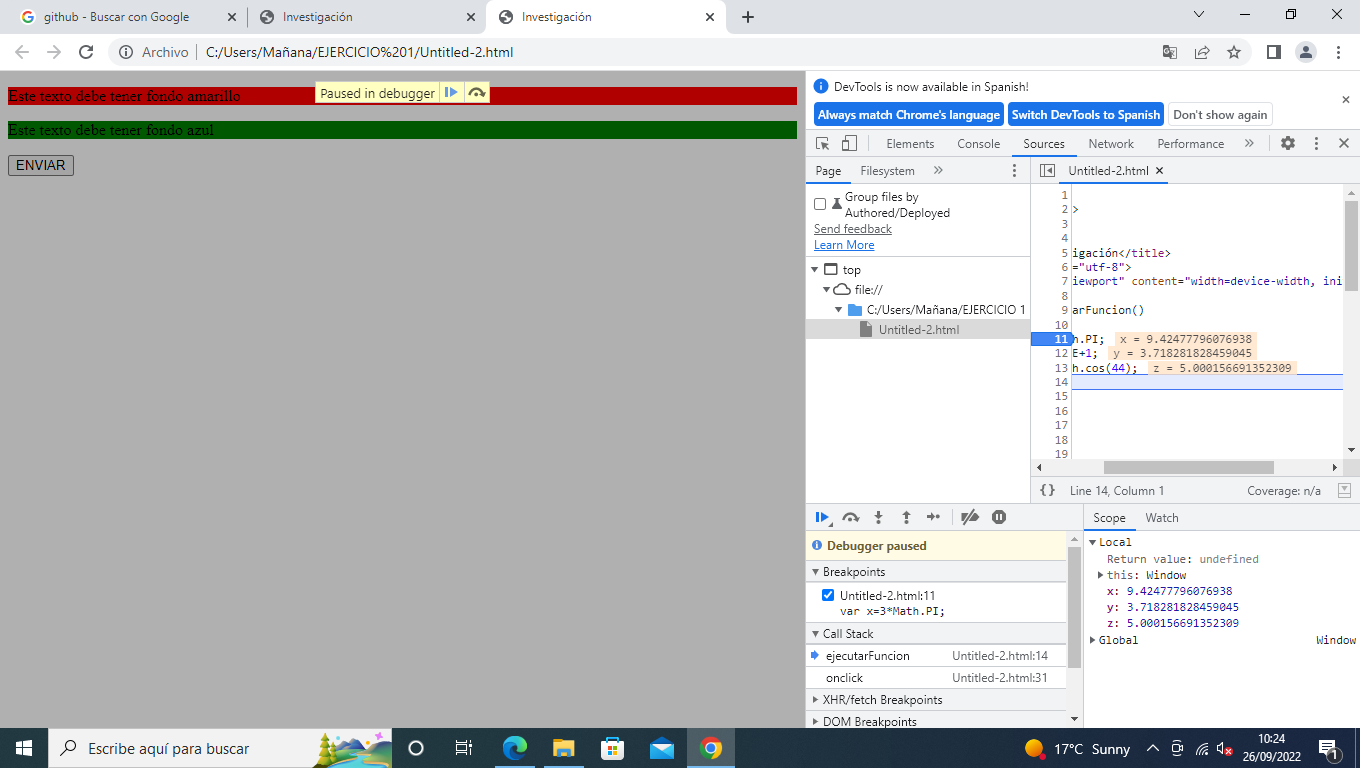 github - Buscar con Google
Investigación
Investigación
Archivo
C:/Users/Mañana/EJERCICIO%201/Untitled-2.html
Este texto debe tener fondo amarillo
Paused in debugger
Este texto debe tener fondo azul
ENVIAR
DevTools is now available in Spanish!
Always match Chrome's language
Switch DevTools to Spanish
Don't show again
Elements
Console
Sources
Network
Performance
Page
Filesystem
Untitled-2.html
Group files by
Authored/Deployed
Send feedback
Learn More
top
file://
C:/Users/Mañana/EJERCICIO 1
Untitled-2.html
1
2 >
3
4
5 igación</title>
6 ="utf-8">
7 iewport" content="width=device-width, ini
8
9 arFuncion()
10
11 h.PI; x = 9.42477796076938
12 E+1; y = 3.718281828459045
13 h.cos(44); z = 5.000156691352309
14
15
16
17
18
19
{} Line 14, Column 1
Coverage: n/a
Debugger paused
Breakpoints
Untitled-2.html:11
var x=3*Math.PI;
Call Stack
ejecutarFuncion Untitled-2.html:14
onclick Untitled-2.html:31
XHR/fetch Breakpoints
DOM Breakpoints
Scope
Watch
Local
Return value: undefined
this: Window
x: 9.42477796076938
y: 3.718281828459045
z: 5.000156691352309
Global Window
Escribe aquí para buscar
17°C Sunny
10:24
26/09/2022
1